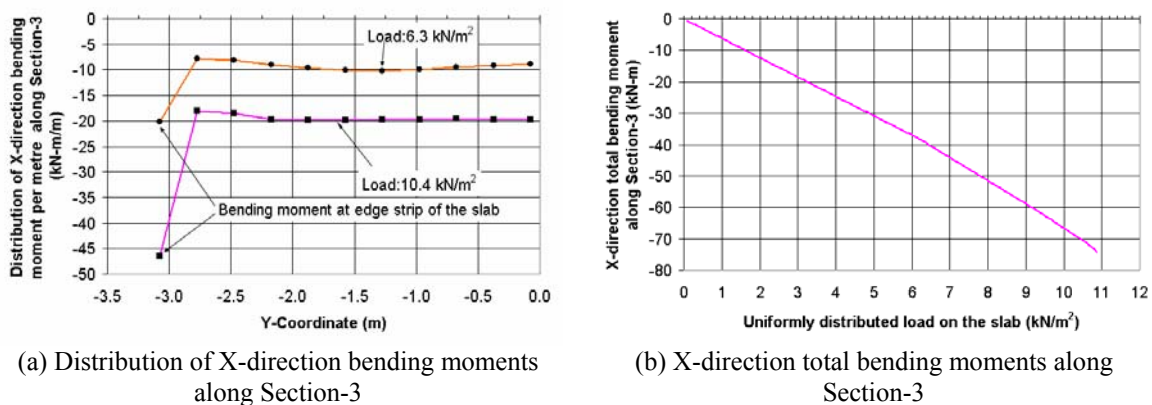 Distribution of X-direction bending
moment per metre along Section-3
(kN-m/m)
0
-5
-10
-15
-20
-25
-30
-35
-40
-45
-50
Load:6.3 kN/m²
Load:10.4 kN/m²
Bending moment at edge strip of the slab
-3.5 -3.0 -2.5 -2.0 -1.5 -1.0 -0.5 0.0
Y-Coordinate (m)
(a) Distribution of X-direction bending moments
along Section-3
X-direction total bending moment
along Section-3 (kN-m)
0
-10
-20
-30
-40
-50
-60
-70
-80
0 1 2 3 4 5 6 7 8 9 10 11 12
Uniformly distributed load on the slab (kN/m²)
(b) X-direction total bending moments along
Section-3